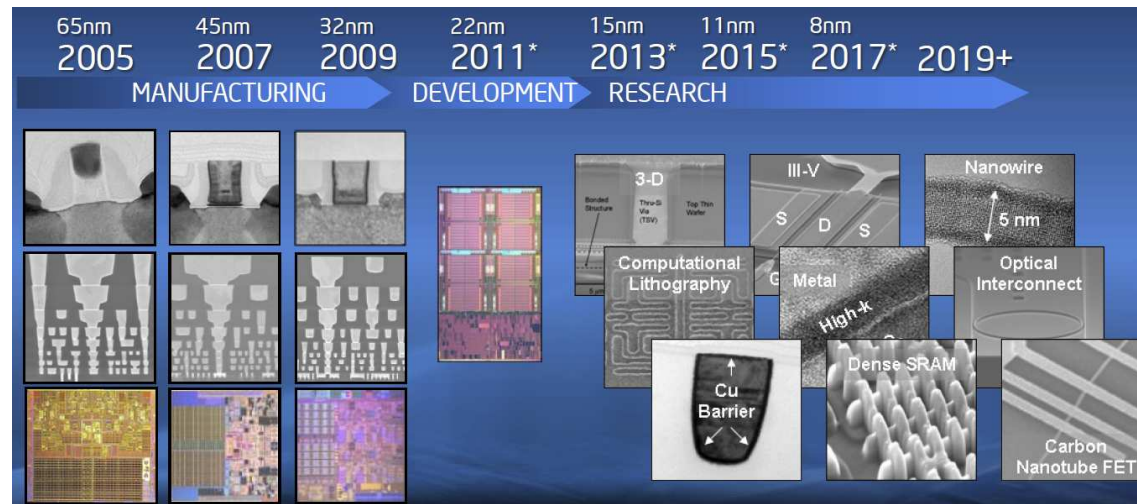 65nm
2005
45nm
2007
32nm
2009
22nm
2011*
15nm
2013*
11nm
2015*
8nm
2017*
2019+
MANUFACTURING
DEVELOPMENT
RESEARCH
3-D
Bonded
Structure
Thru-Si
Via
(TSV)
Top Thin
Wafer
5 µm
III-V
S
D
S
G
Nanowire
5 nm
Computational
Lithography
Metal
High-k
Optical
Interconnect
Cu
Barrier
Dense SRAM
Carbon
Nanotube FET